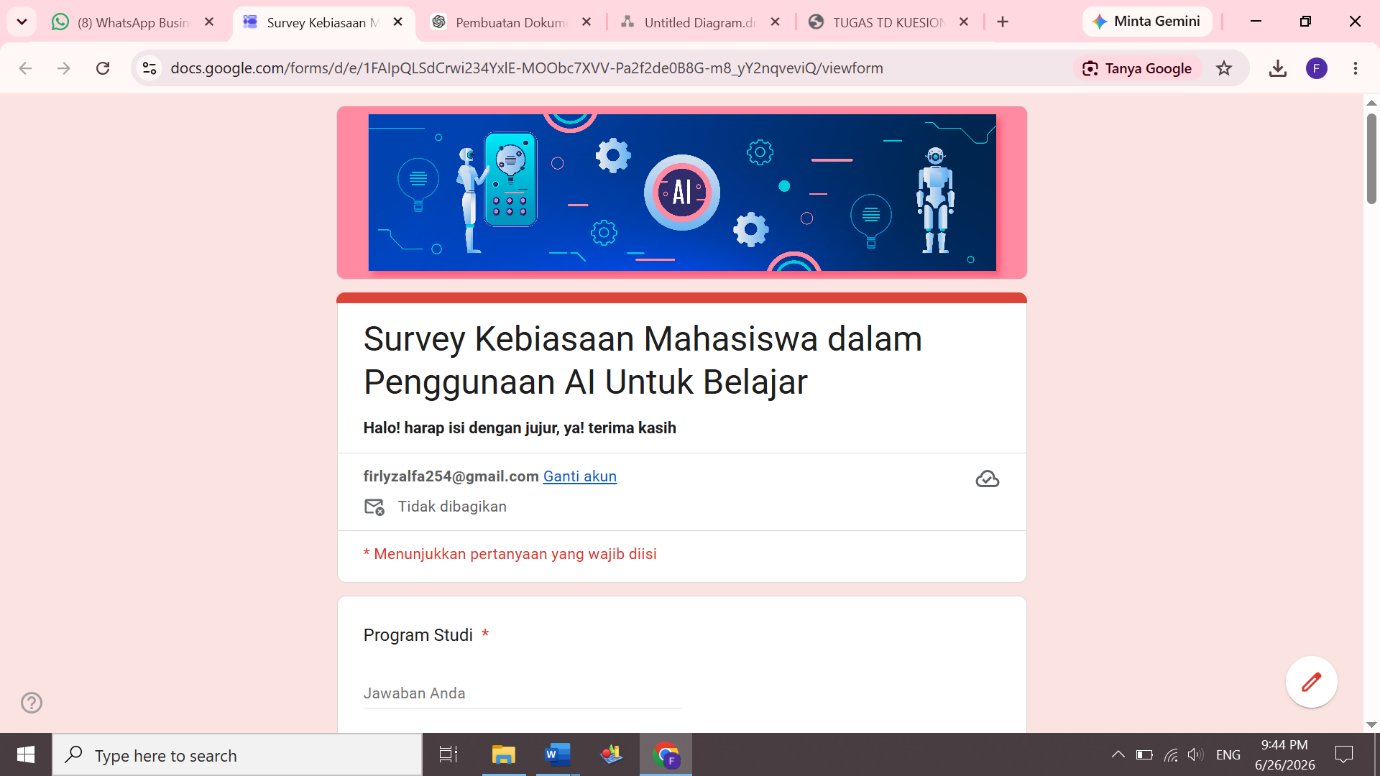 (8) WhatsApp Busin
Survey Kebiasaan M
Pembuatan Dokume
Untitled Diagram.dr
TUGAS TD KUESION
Minta Gemini
docs.google.com/forms/d/e/1FAIpQLSdCrwi234YxlE-MOObc7XVV-Pa2f2de0B8G-m8_yY2nqveviQ/viewform
Tanya Google
F
AI
Survey Kebiasaan Mahasiswa dalam
Penggunaan AI Untuk Belajar
Halo! harap isi dengan jujur, ya! terima kasih
firlyzalfa254@gmail.com Ganti akun
Tidak dibagikan
* Menunjukkan pertanyaan yang wajib diisi
Program Studi *
Jawaban Anda
Type here to search
F
ENG
9:44 PM
6/26/2026